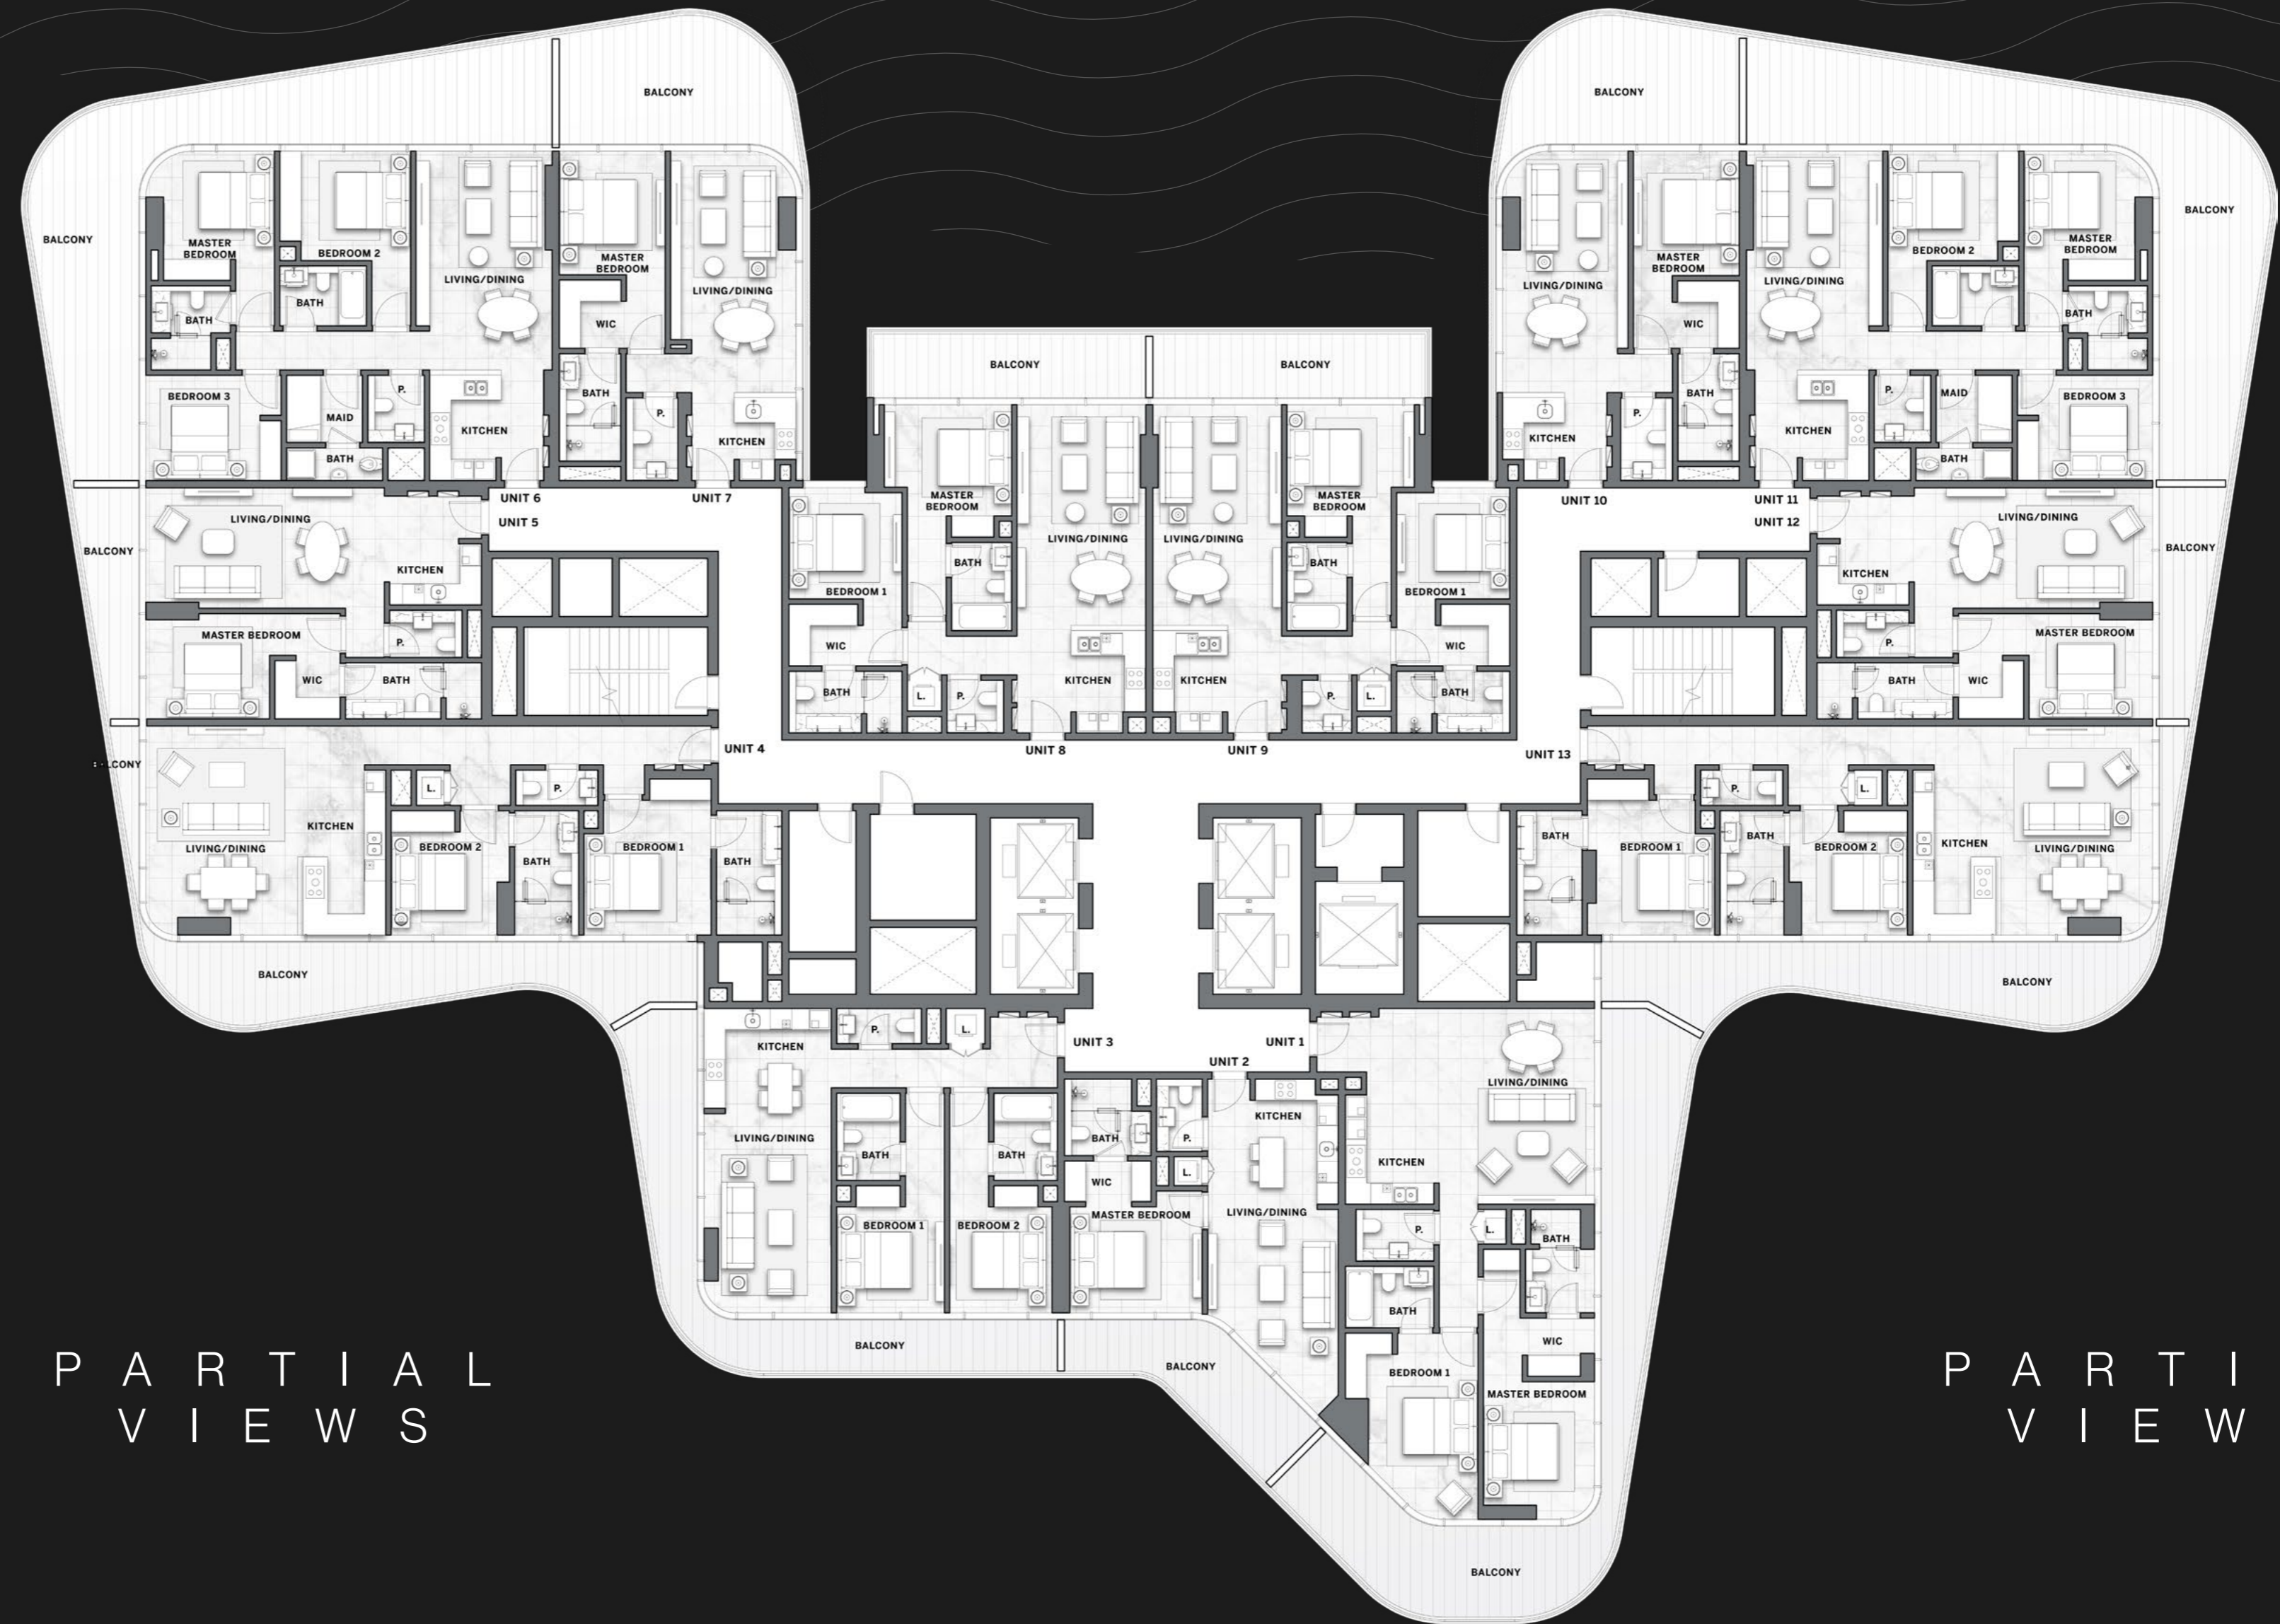 BALCONY
BALCONY
BALCONY
BALCONY
MASTER
BEDROOM
BEDROOM 2
BATH
BATH
LIVING/DINING
BEDROOM 3
MAID
BATH
P.
KITCHEN
UNIT 6
MASTER
BEDROOM
WIC
BATH
P.
LIVING/DINING
KITCHEN
UNIT 7
LIVING/DINING
MASTER
BEDROOM
WIC
BATH
P.
KITCHEN
UNIT 10
LIVING/DINING
BEDROOM 2
MASTER
BEDROOM
BATH
KITCHEN
P.
MAID
BATH
BEDROOM 3
UNIT 11
BALCONY
BALCONY
MASTER
BEDROOM
BEDROOM 1
WIC
BATH
BATH
L.
P.
LIVING/DINING
KITCHEN
UNIT 8
LIVING/DINING
KITCHEN
MASTER
BEDROOM
BATH
BEDROOM 1
WIC
P.
L.
BATH
UNIT 9
UNIT 5
BALCONY
LIVING/DINING
KITCHEN
MASTER BEDROOM
P.
WIC
BATH
UNIT 12
LIVING/DINING
BALCONY
KITCHEN
P.
MASTER BEDROOM
BATH
WIC
UNIT 4
BALCONY
L.
P.
KITCHEN
LIVING/DINING
BEDROOM 2
BATH
BEDROOM 1
BATH
BALCONY
UNIT 13
P.
L.
BATH
BEDROOM 1
BATH
BEDROOM 2
KITCHEN
LIVING/DINING
BALCONY
UNIT 3
P.
L.
KITCHEN
LIVING/DINING
BATH
BATH
BEDROOM 1
BEDROOM 2
BALCONY
UNIT 2
KITCHEN
BATH
P.
L.
WIC
MASTER BEDROOM
LIVING/DINING
BALCONY
UNIT 1
LIVING/DINING
KITCHEN
P.
L.
BATH
BATH
WIC
BEDROOM 1
MASTER BEDROOM
BALCONY
PARTIAL
VIEWS
PARTI
VIEW